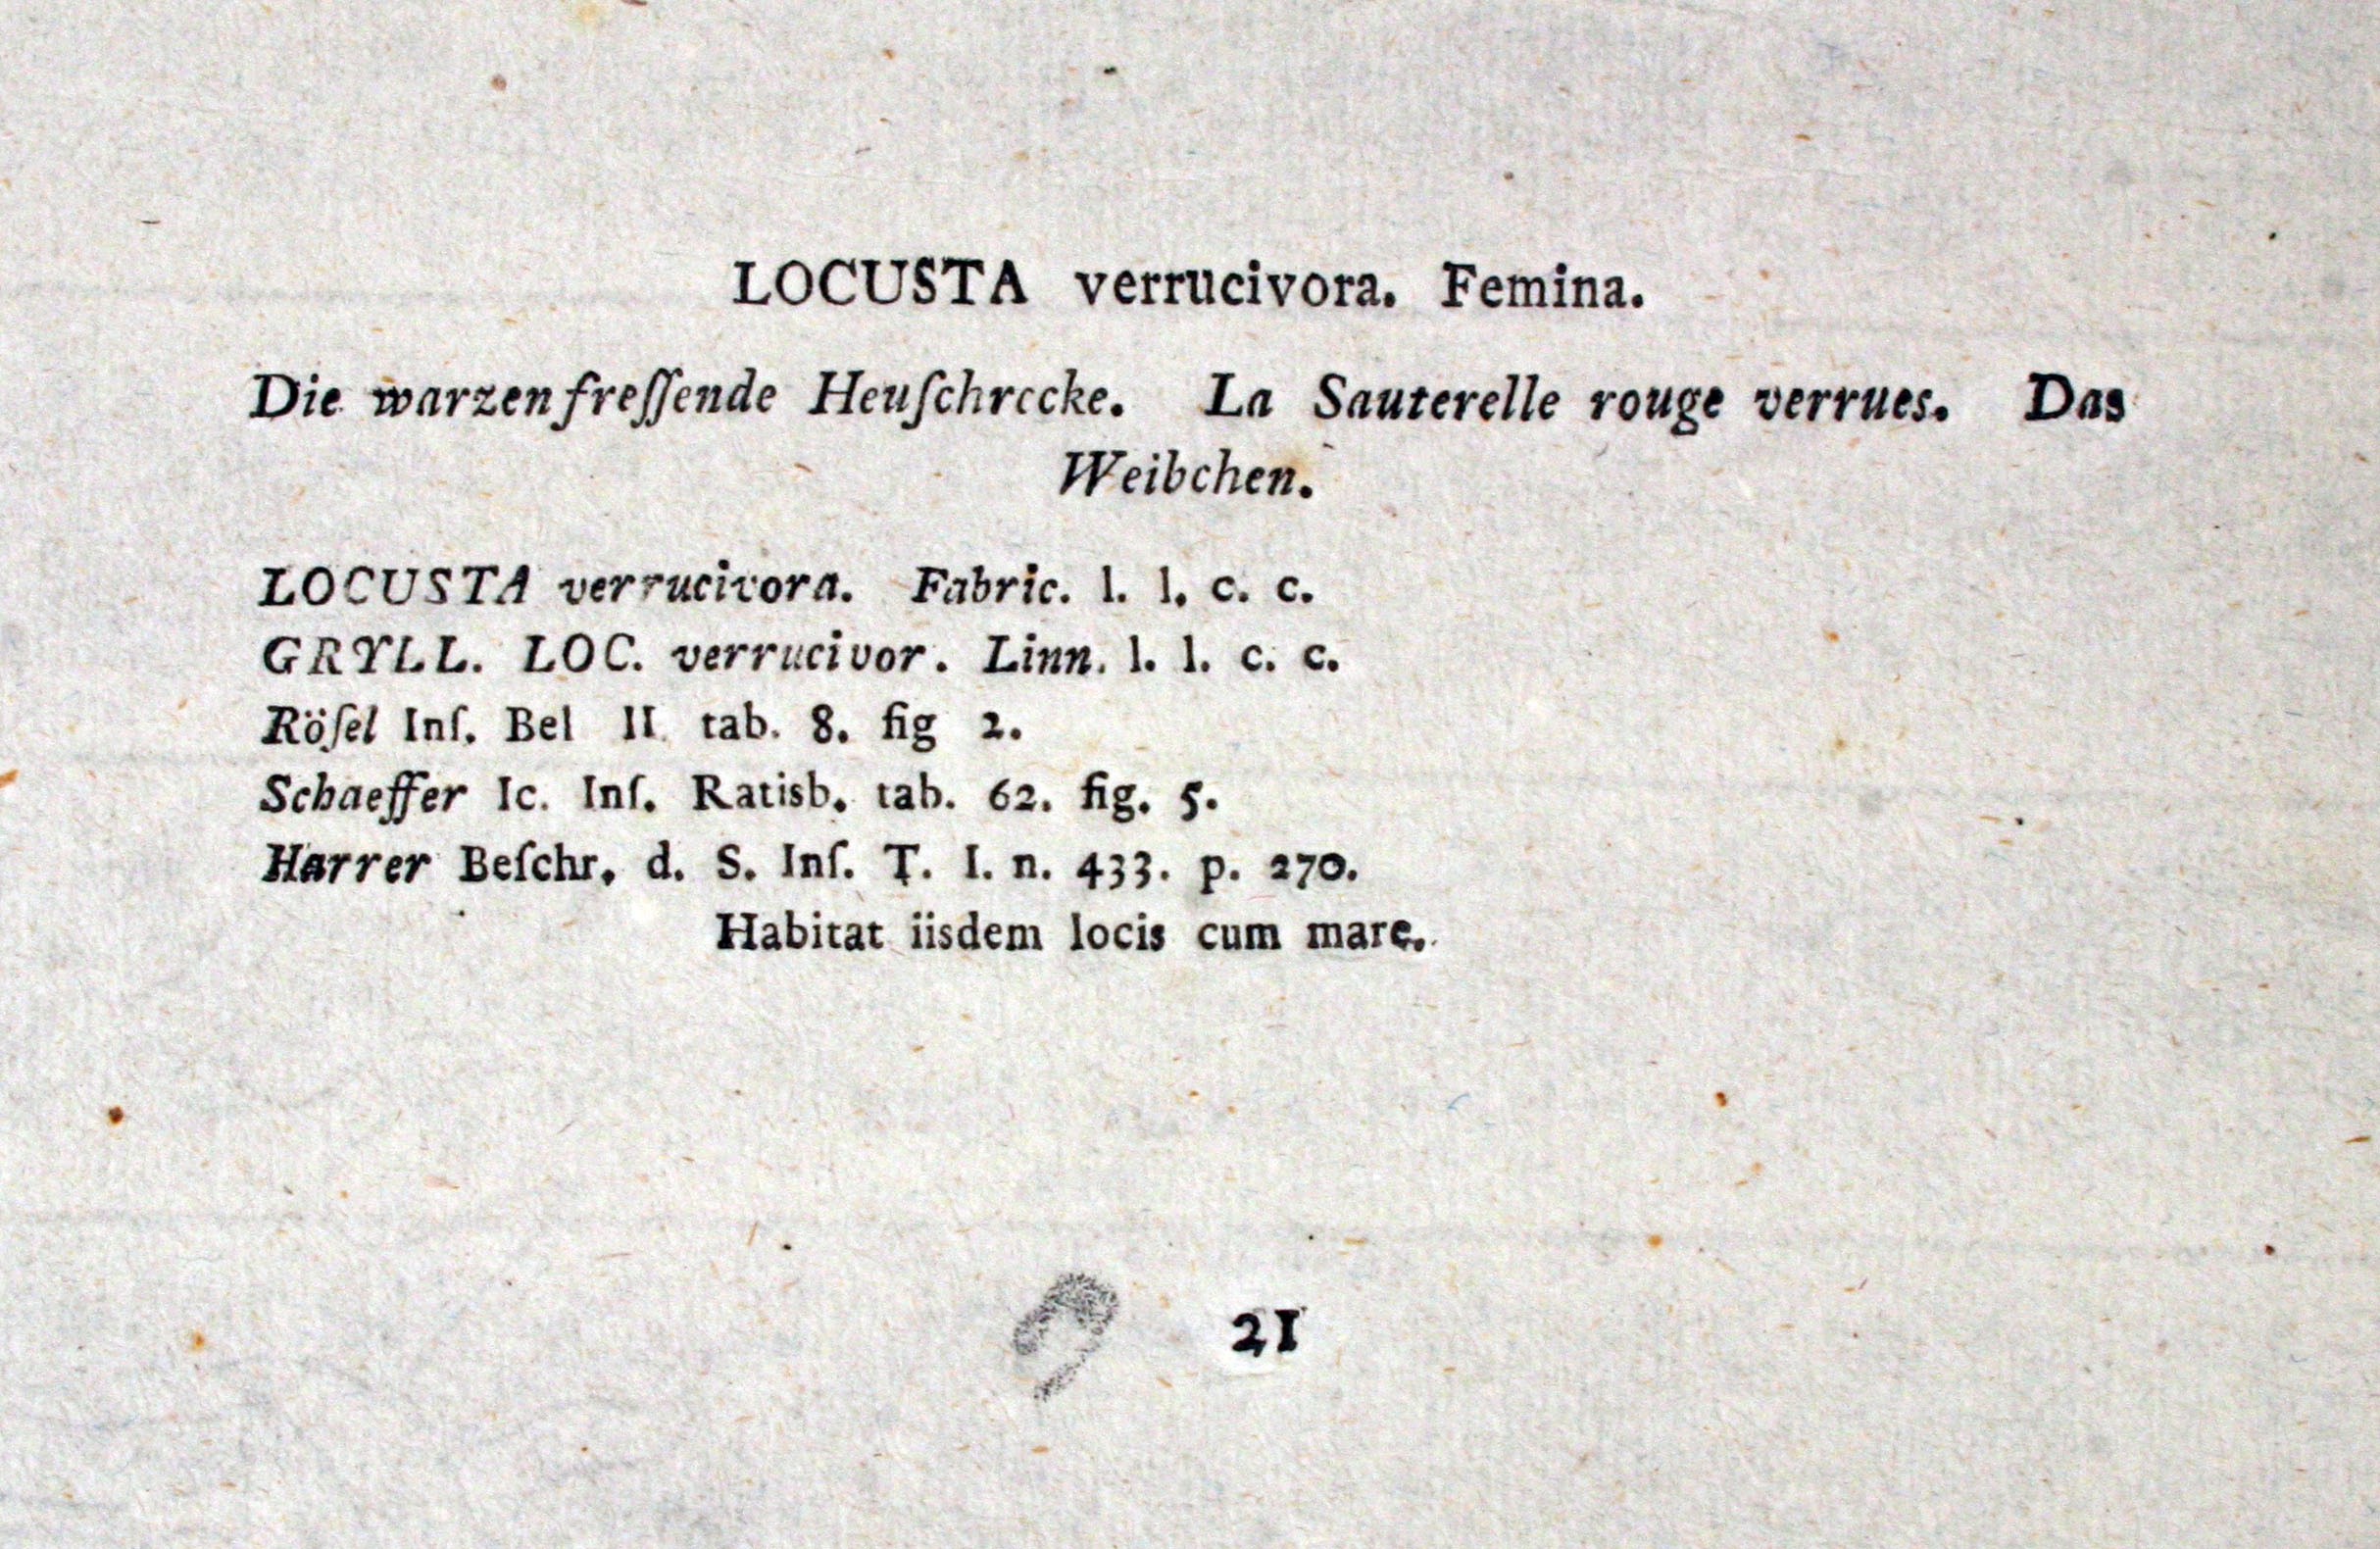 LOCUSTA verrucivora. Femina.
Die warzenfreſſende Heuſchrecke. La Sauterelle rouge verrues. Das
Weibchen.
LOCUSTA verrucivora. Fabric. l. l. c. c.
GRYLL. LOC. verrucivor. Linn. l. l. c. c.
Röſel Inſ. Bel II. tab. 8. fig 2.
Schaeffer Ic. Inſ. Ratisb. tab. 62. fig. 5.
Harrer Beſchr. d. S. Inſ. T. I. n. 433. p. 270.
Habitat iisdem locis cum mare.
21